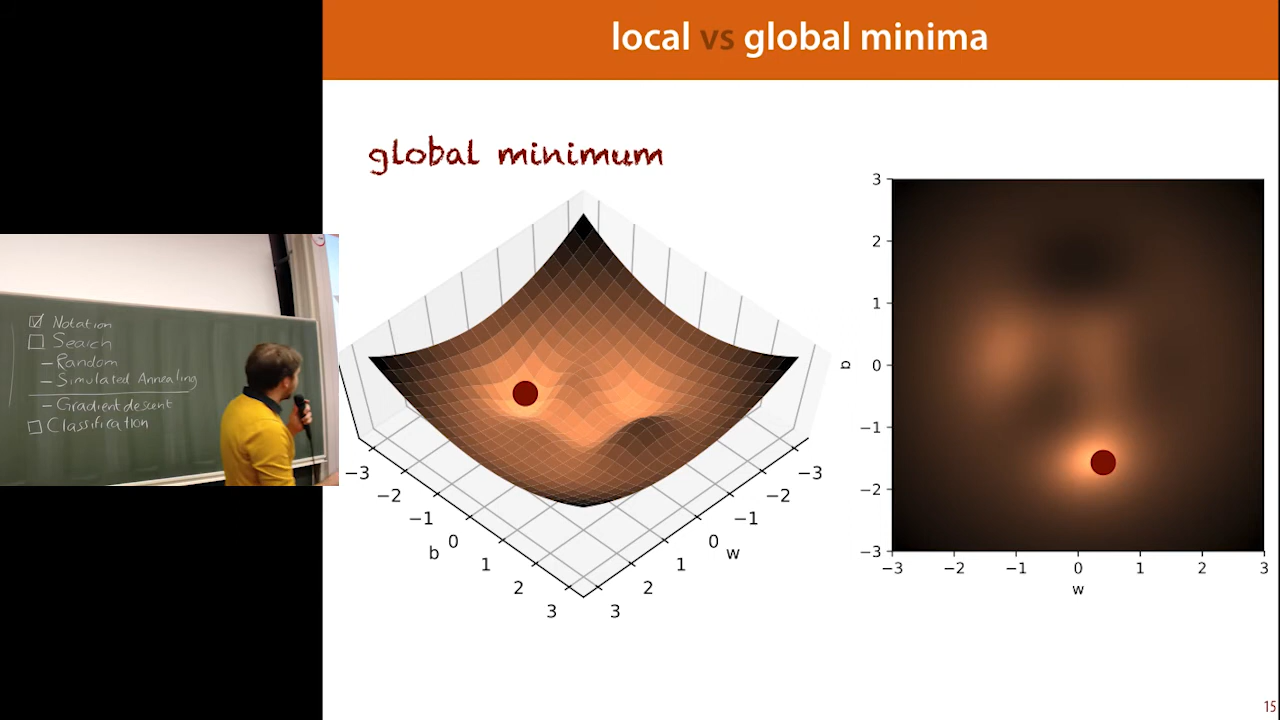 local vs global minima
global minimum
☑ Notation
☐ Search
– Random
– Simulated Annealing
– Gradient descent
☐ Classification
−3
−2
−1
0
1
2
3
b
−3
−2
−1
0
1
2
3
w
3
2
1
0
−1
−2
−3
b
−3
−2
−1
0
1
2
3
w
15